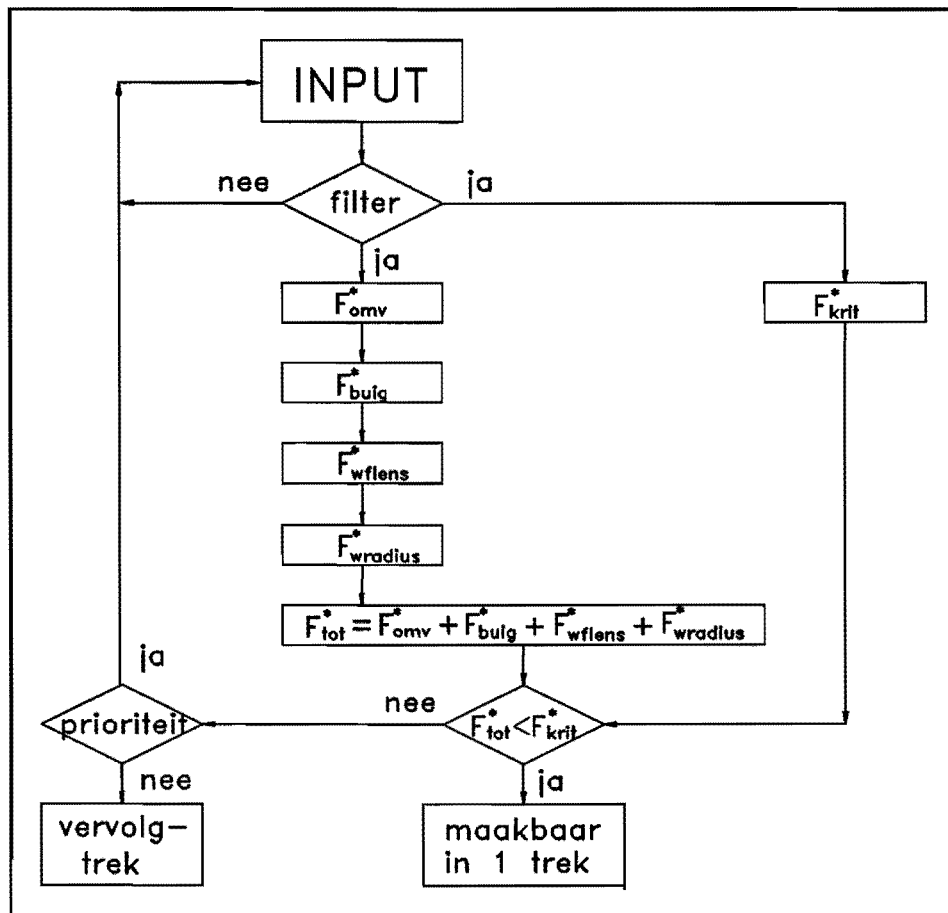 INPUT
nee
ja
filter
ja
F*omv
F*krit
F*buig
F*wflens
F*wradius
F*tot = F*omv + F*buig + F*wflens + F*wradius
ja
nee
prioriteit
F*tot < F*krit
nee
ja
vervolg-
trek
maakbaar
in 1 trek